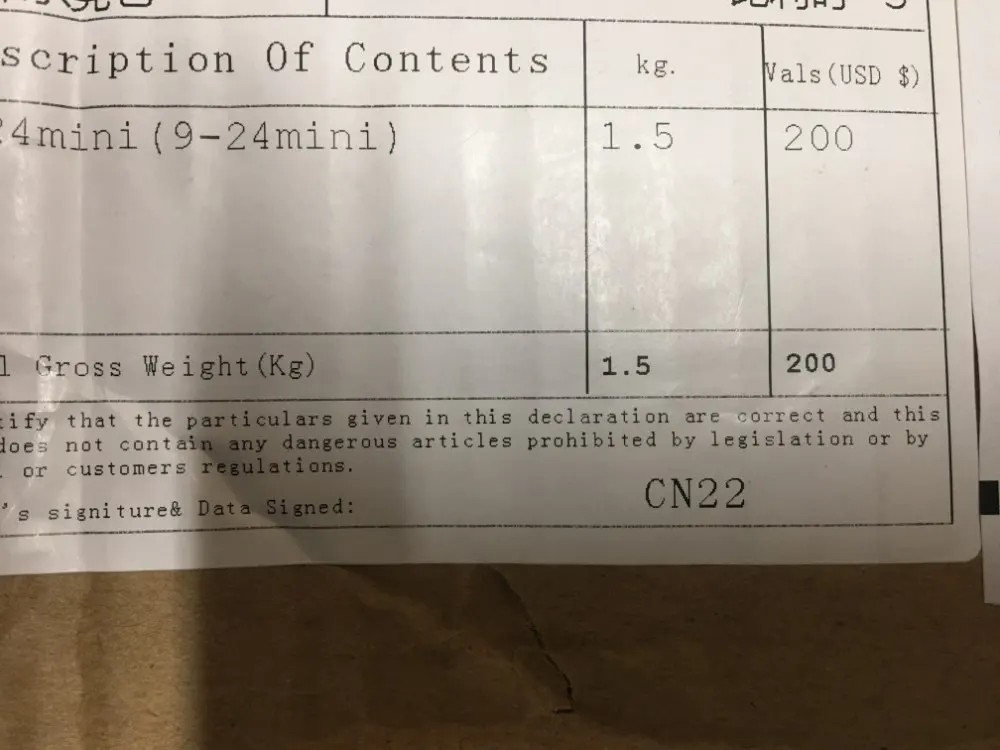 scription Of Contents kg. Vals(USD $)
4mini(9-24mini) 1.5 200
l Gross Weight(Kg) 1.5 200
ify that the particulars given in this declaration are correct and this
does not contain any dangerous articles prohibited by legislation or by
. or customers regulations.
's signiture& Data Signed: CN22